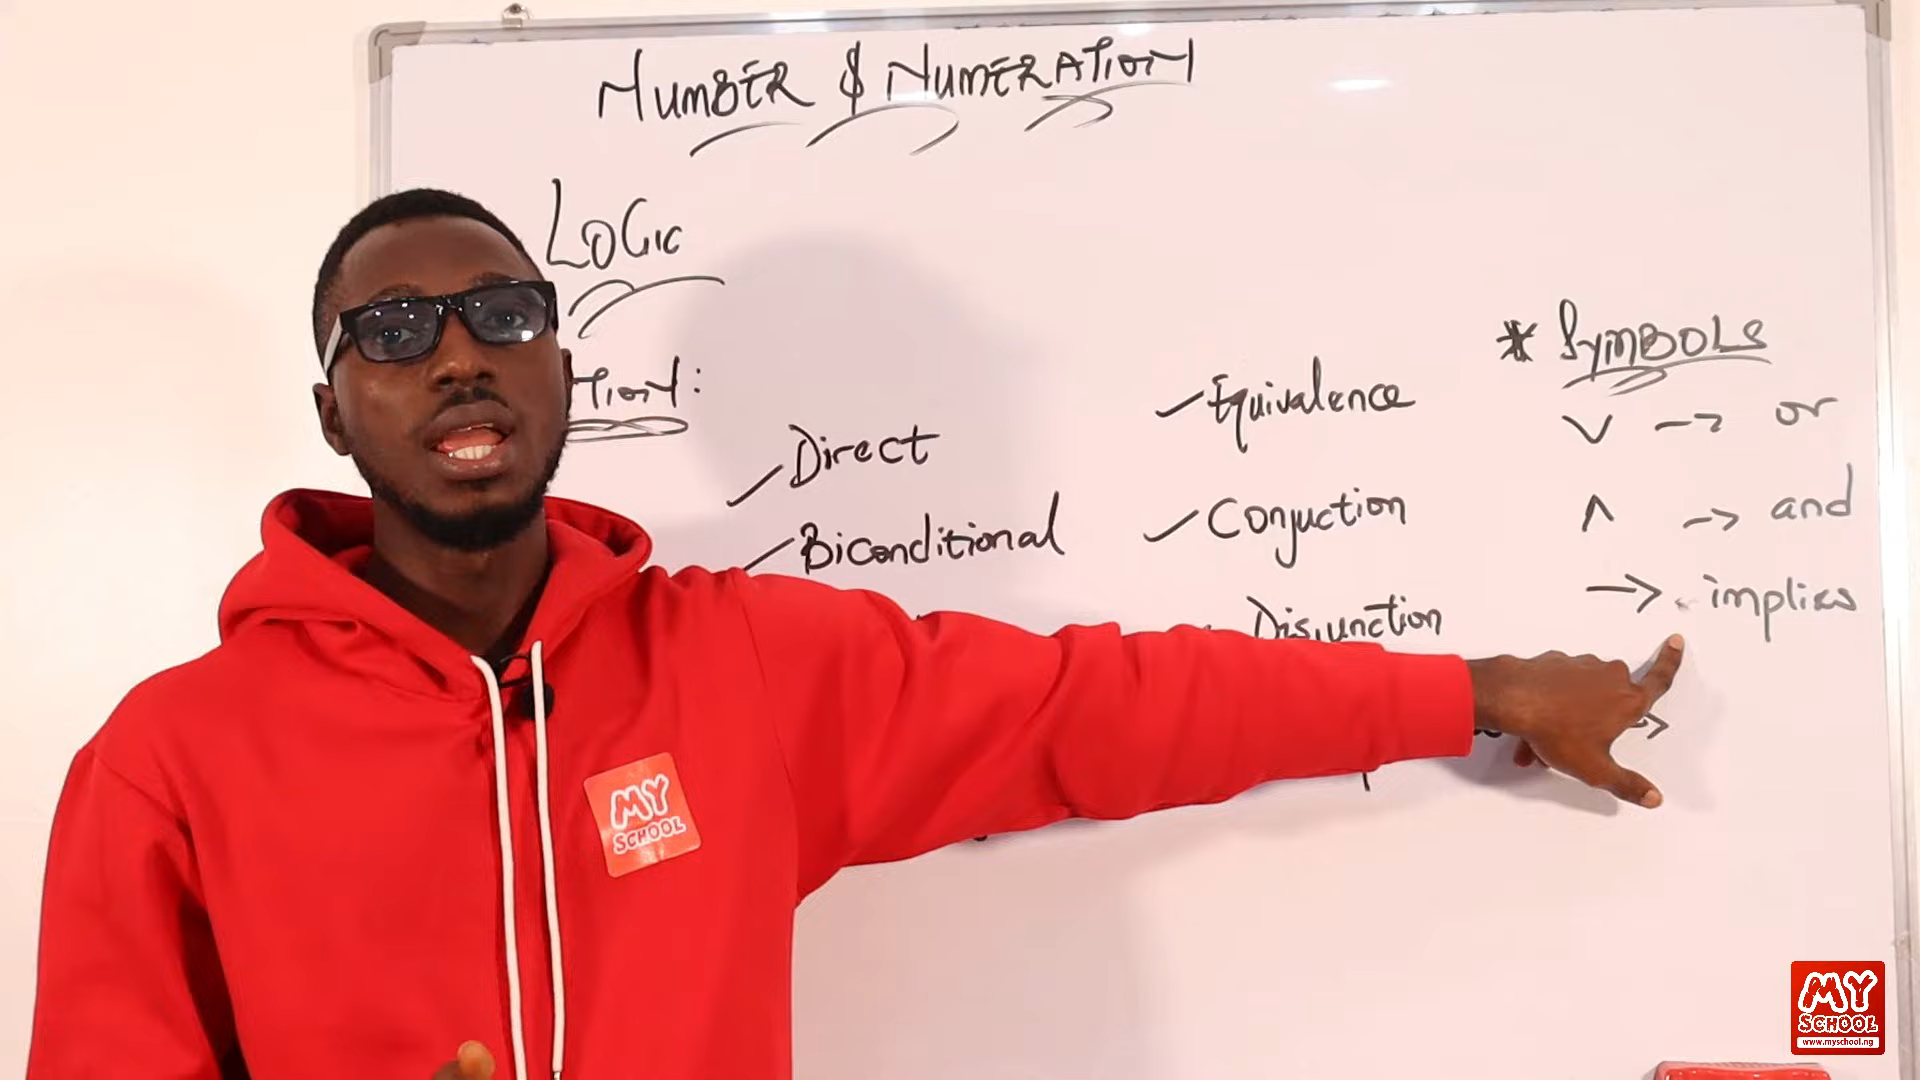 NUMBER & NUMERATION
LOGIC
TION:
✓ Direct
✓ Biconditional
✓ Equivalence
✓ Conjuction
Disjunction
* SYMBOLS
∨ → or
∧ → and
→ implies
→
MY
SCHOOL
MY
SCHOOL
www.myschool.ng